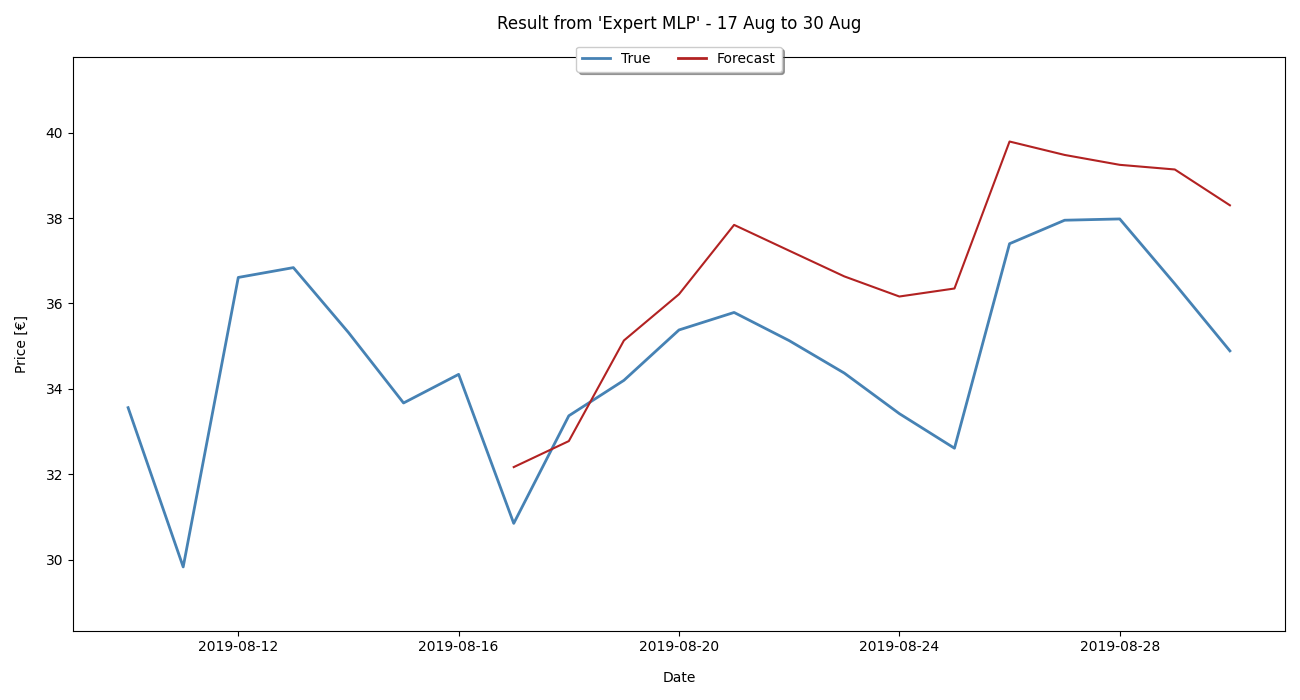 Result from 'Expert MLP' - 17 Aug to 30 Aug
True Forecast
Price [€]
40
38
36
34
32
30
2019-08-12 2019-08-16 2019-08-20 2019-08-24 2019-08-28
Date